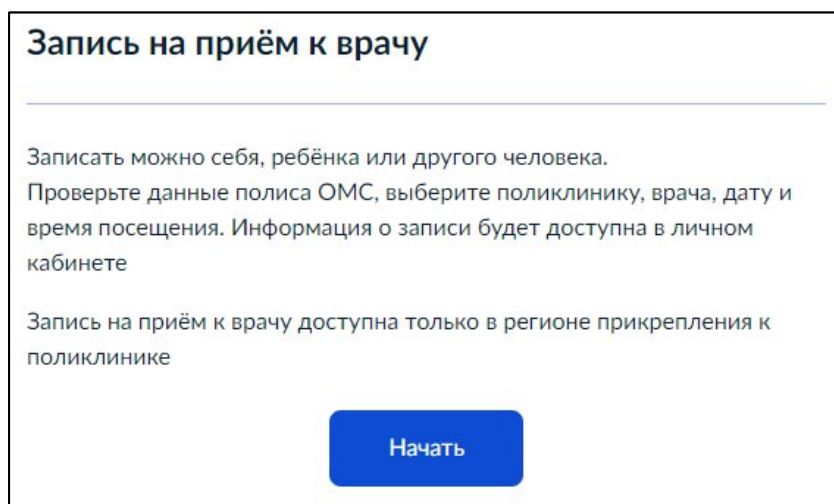 Запись на приём к врачу
Записать можно себя, ребёнка или другого человека.
Проверьте данные полиса ОМС, выберите поликлинику, врача, дату и
время посещения. Информация о записи будет доступна в личном
кабинете
Запись на приём к врачу доступна только в регионе прикрепления к
поликлинике
Начать